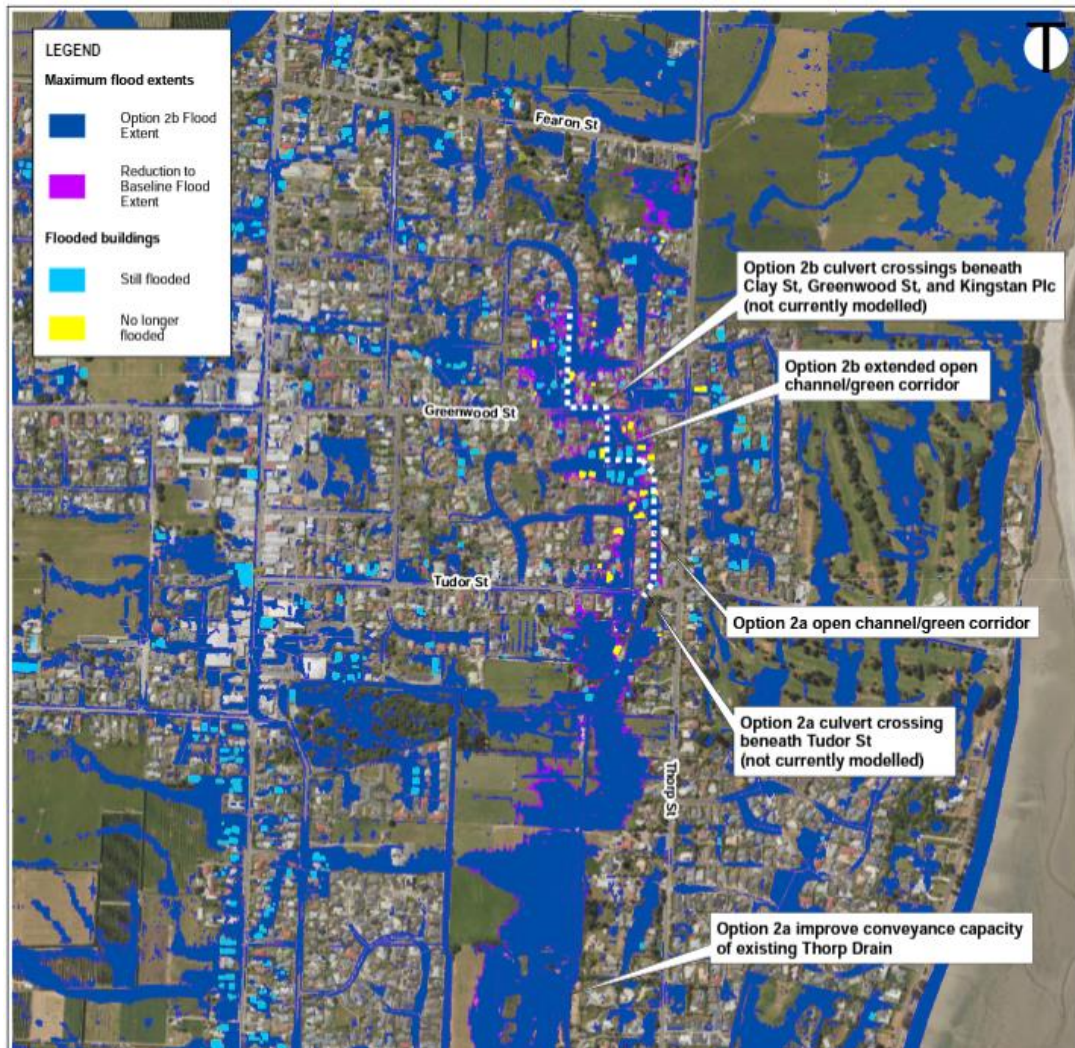 LEGEND
Maximum flood extents
Option 2b Flood
Extent
Reduction to
Baseline Flood
Extent
Flooded buildings
Still flooded
No longer
flooded
Fearon St
Option 2b culvert crossings beneath
Clay St, Greenwood St, and Kingstan Plc
(not currently modelled)
Option 2b extended open
channel/green corridor
Greenwood St
Tudor St
Option 2a open channel/green corridor
Option 2a culvert crossing
beneath Tudor St
(not currently modelled)
Thorp St
Option 2a improve conveyance capacity
of existing Thorp Drain